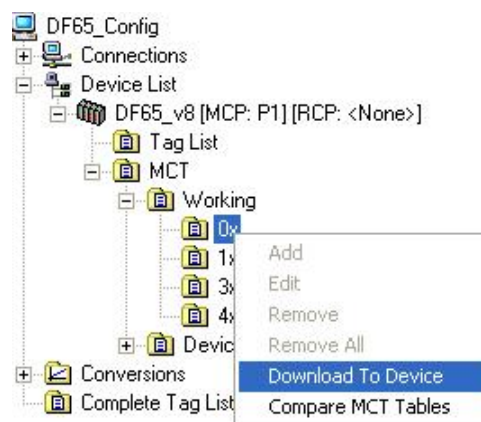 DF65_Config
Connections
Device List
DF65_v8 [MCP: P1] [RCP: <None>]
Tag List
MCT
Working
0x
1x
3x
4x
Devic
Conversions
Complete Tag List
Add
Edit
Remove
Remove All
Download To Device
Compare MCT Tables